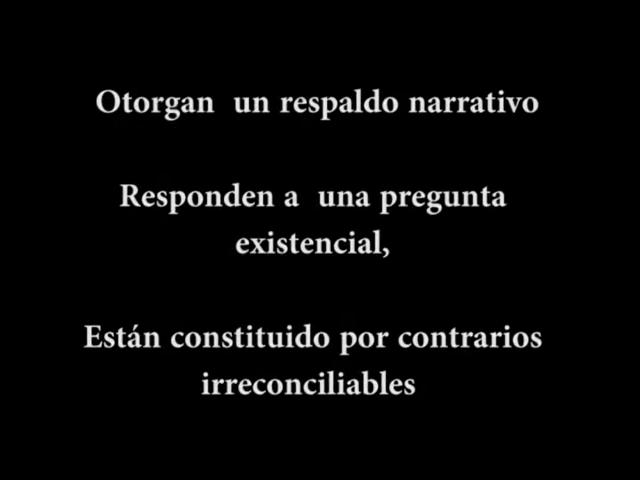 Otorgan un respaldo narrativo
Responden a una pregunta
existencial,
Están constituido por contrarios
irreconciliables